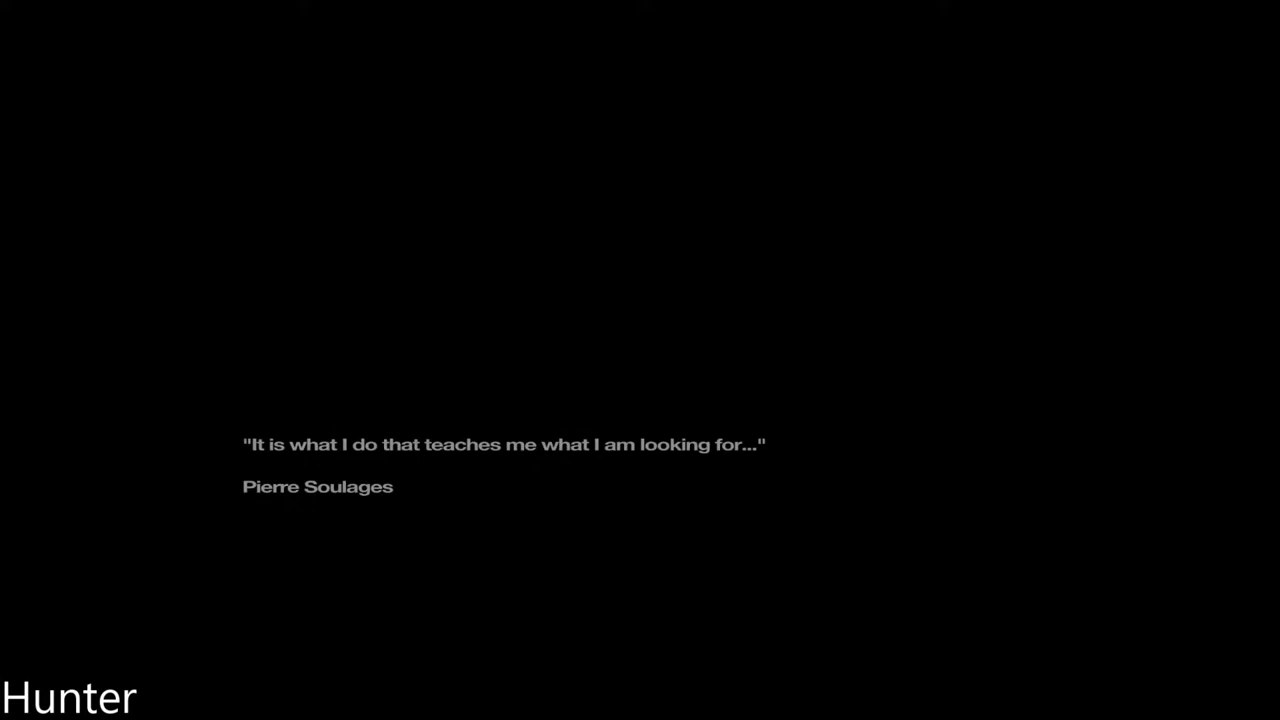 "It is what I do that teaches me what I am looking for..."
Pierre Soulages
Hunter